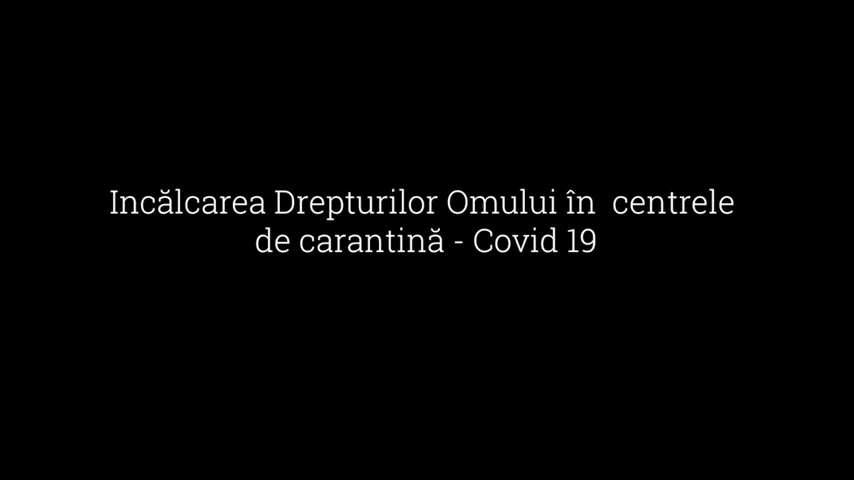 Incălcarea Drepturilor Omului în  centrele
de carantină - Covid 19